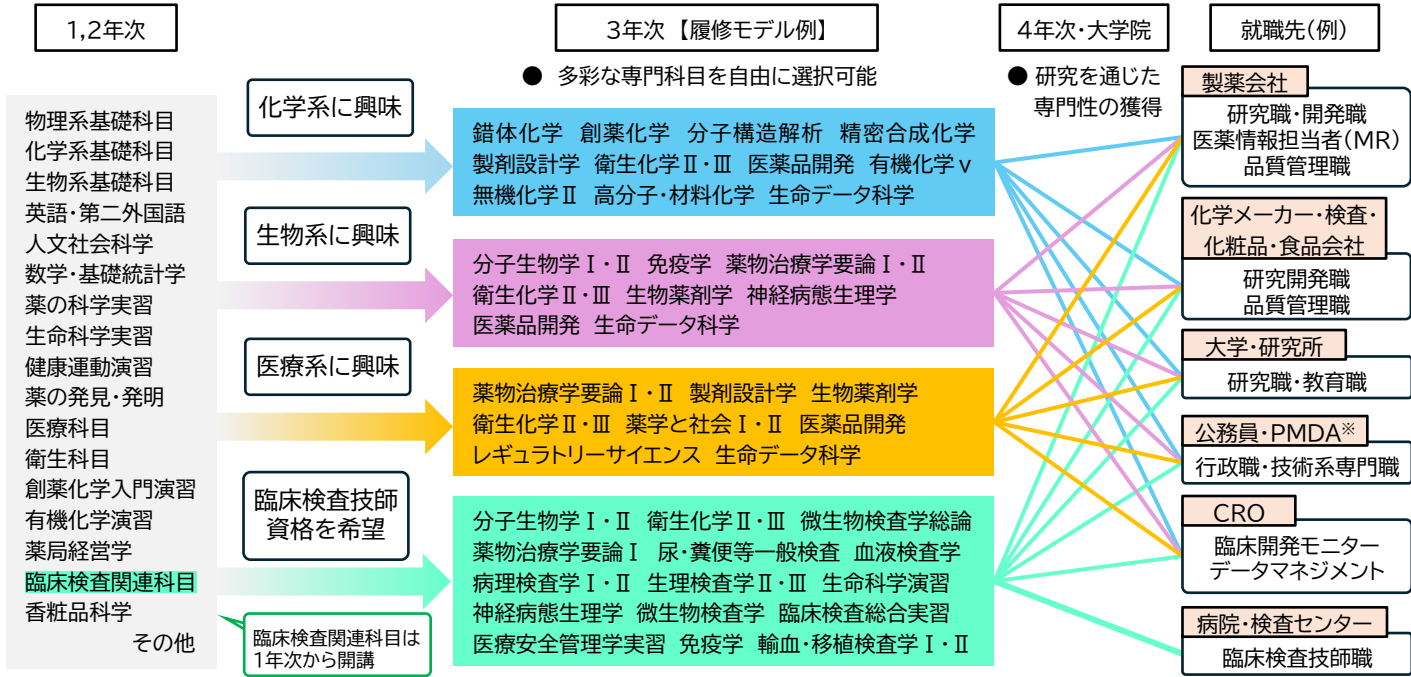 1,2年次
3年次 【履修モデル例】
4年次・大学院
就職先(例)
● 多彩な専門科目を自由に選択可能
● 研究を通じた
専門性の獲得
物理系基礎科目
化学系基礎科目
生物系基礎科目
英語・第二外国語
人文社会科学
数学・基礎統計学
薬の科学実習
生命科学実習
健康運動演習
薬の発見・発明
医療科目
衛生科目
創薬化学入門演習
有機化学演習
薬局経営学
臨床検査関連科目
香粧品科学
その他
化学系に興味
生物系に興味
医療系に興味
臨床検査技師
資格を希望
臨床検査関連科目は
1年次から開講
錯体化学 創薬化学 分子構造解析 精密合成化学
製剤設計学 衛生化学Ⅱ・Ⅲ 医薬品開発 有機化学ⅴ
無機化学Ⅱ 高分子・材料化学 生命データ科学
分子生物学Ⅰ・Ⅱ 免疫学 薬物治療学要論Ⅰ・Ⅱ
衛生化学Ⅱ・Ⅲ 生物薬剤学 神経病態生理学
医薬品開発 生命データ科学
薬物治療学要論Ⅰ・Ⅱ 製剤設計学 生物薬剤学
衛生化学Ⅱ・Ⅲ 薬学と社会Ⅰ・Ⅱ 医薬品開発
レギュラトリーサイエンス 生命データ科学
分子生物学Ⅰ・Ⅱ 衛生化学Ⅱ・Ⅲ 微生物検査学総論
薬物治療学要論Ⅰ 尿・糞便等一般検査 血液検査学
病理検査学Ⅰ・Ⅱ 生理検査学Ⅱ・Ⅲ 生命科学演習
神経病態生理学 微生物検査学 臨床検査総合実習
医療安全管理学実習 免疫学 輸血・移植検査学Ⅰ・Ⅱ
製薬会社
研究職・開発職
医薬情報担当者(MR)
品質管理職
化学メーカー・検査・
化粧品・食品会社
研究開発職
品質管理職
大学・研究所
研究職・教育職
公務員・PMDA※
行政職・技術系専門職
CRO
臨床開発モニター
データマネジメント
病院・検査センター
臨床検査技師職